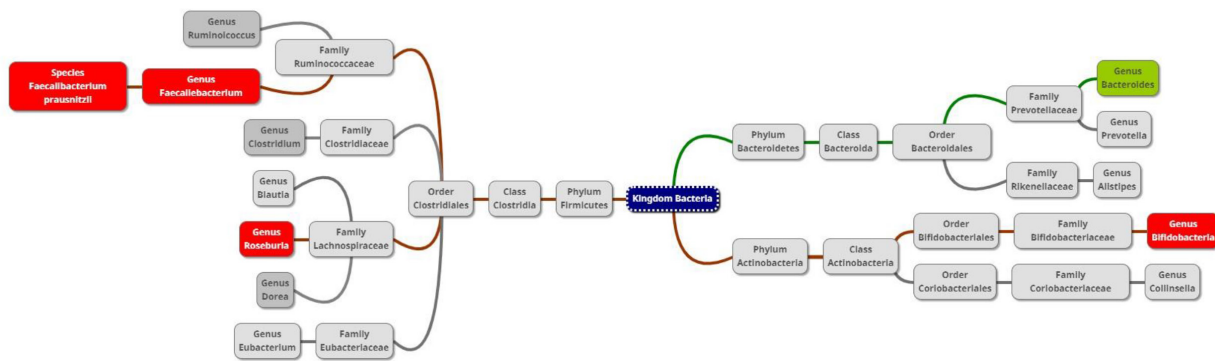 Genus
Ruminolcoccus
Family
Ruminococcaceae
Species
Faecalibacterium
prausnitzii
Genus
Faecallebacterium
Genus
Clostridium
Family
Clostridiaceae
Genus
Blautia
Genus
Roseburia
Family
Lachnospiraceae
Genus
Dorea
Genus
Eubacterium
Family
Eubacteriaceae
Order
Clostridiales
Class
Clostridia
Phylum
Firmicutes
Kingdom Bacteria
Phylum
Bacteroidetes
Class
Bacteroida
Order
Bacteroidales
Family
Prevotellaceae
Genus
Bacteroides
Genus
Prevotella
Family
Rikenellaceae
Genus
Alistipes
Phylum
Actinobacteria
Class
Actinobacteria
Order
Bifidobacteriales
Family
Bifidobacteriaceae
Genus
Bifidobacteria
Order
Coriobacteriales
Family
Coriobacteriaceae
Genus
Collinsella